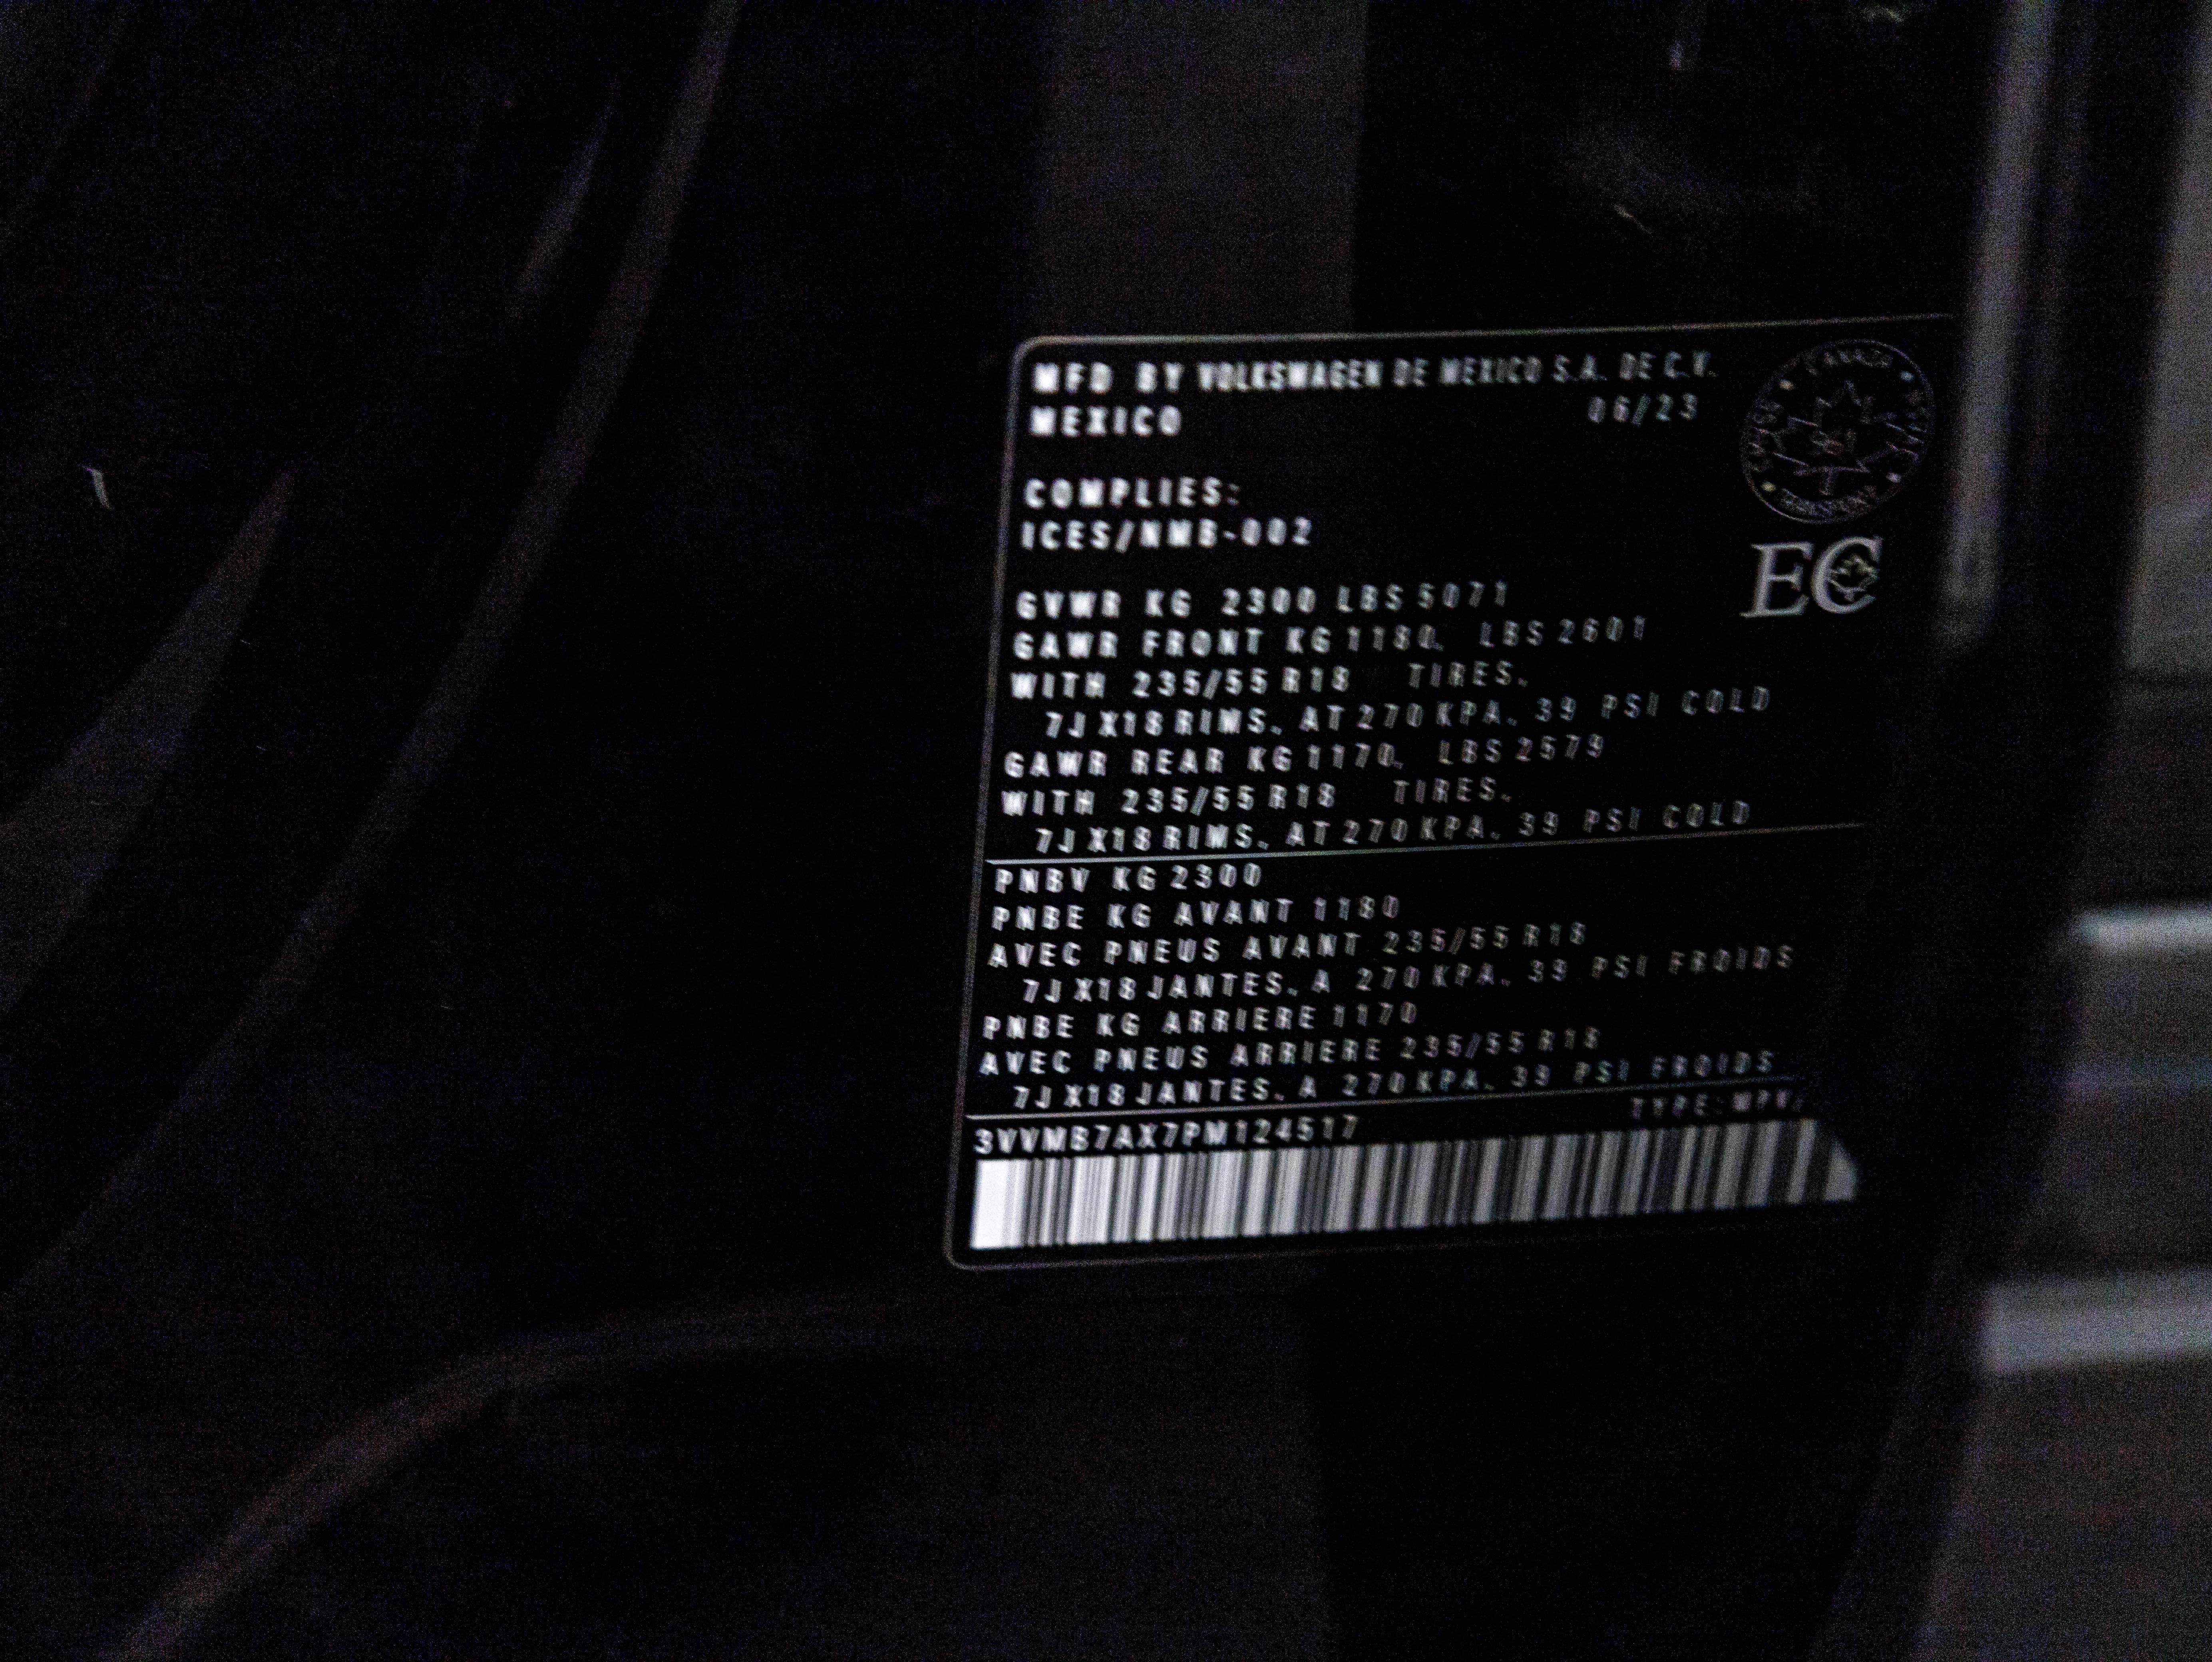 MFD BY VOLKSWAGEN DE MEXICO S.A. DE C.V.
MEXICO 06/23
CANADA
TRANSPORT
COMPLIES:
ICES/NMB-002
EC
GVWR KG 2300 LBS 5071
GAWR FRONT KG 1180, LBS 2601
WITH 235/55 R18 TIRES,
7J X18 RIMS, AT 270 KPA, 39 PSI COLD
GAWR REAR KG 1170, LBS 2579
WITH 235/55 R18 TIRES,
7J X18 RIMS, AT 270 KPA, 39 PSI COLD
PNBV KG 2300
PNBE KG AVANT 1180
AVEC PNEUS AVANT 235/55 R18
7J X18 JANTES, A 270 KPA, 39 PSI FROIDS
PNBE KG ARRIERE 1170
AVEC PNEUS ARRIERE 235/55 R18
7J X18 JANTES, A 270 KPA, 39 PSI FROIDS
TYPE: MPV/
3VVMB7AX7PM124517